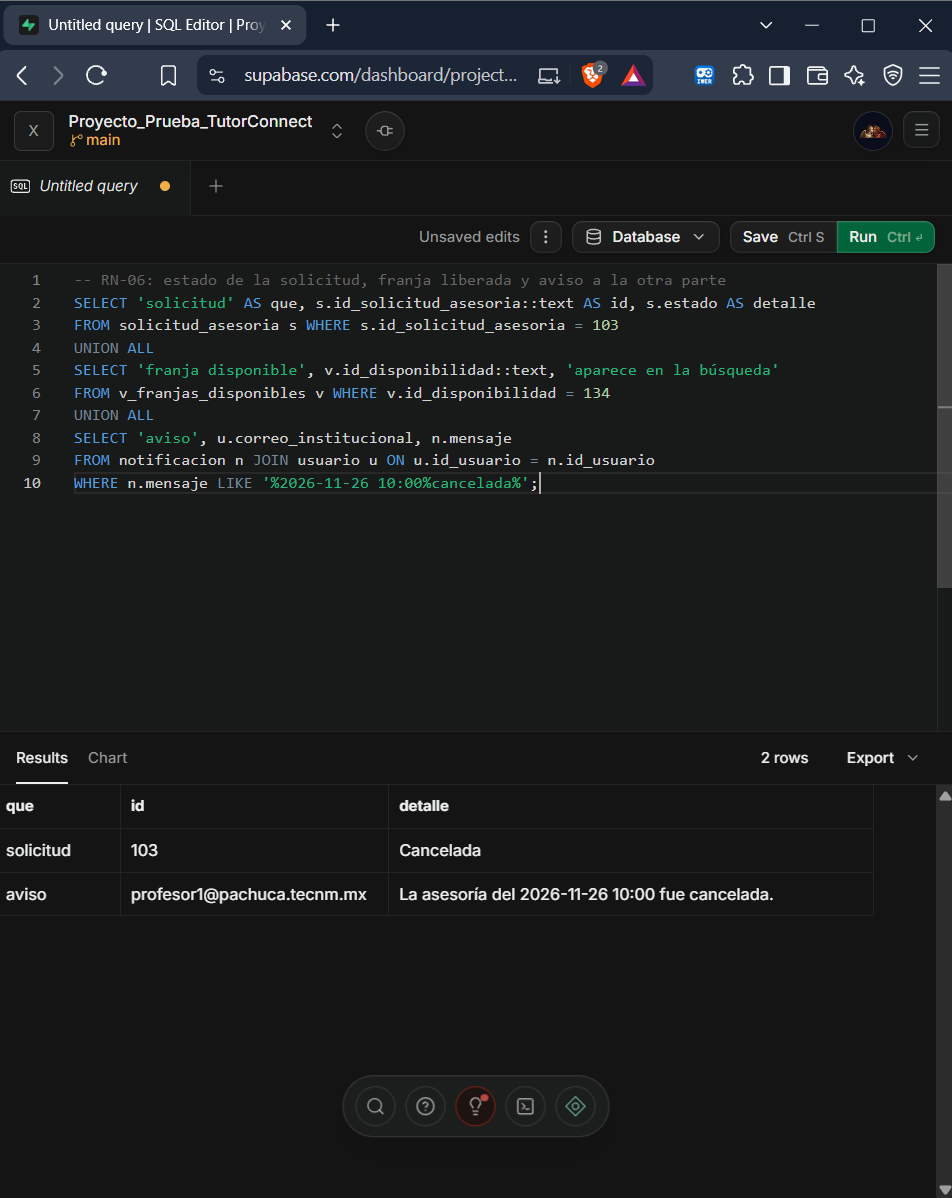 Untitled query | SQL Editor | Proy
supabase.com/dashboard/project...
2
IWER
X
Proyecto_Prueba_TutorConnect
main
SQL Untitled query
Unsaved edits
Database
Save Ctrl S
Run Ctrl ↵
1 -- RN-06: estado de la solicitud, franja liberada y aviso a la otra parte
2 SELECT 'solicitud' AS que, s.id_solicitud_asesoria::text AS id, s.estado AS detalle
3 FROM solicitud_asesoria s WHERE s.id_solicitud_asesoria = 103
4 UNION ALL
5 SELECT 'franja disponible', v.id_disponibilidad::text, 'aparece en la búsqueda'
6 FROM v_franjas_disponibles v WHERE v.id_disponibilidad = 134
7 UNION ALL
8 SELECT 'aviso', u.correo_institucional, n.mensaje
9 FROM notificacion n JOIN usuario u ON u.id_usuario = n.id_usuario
10 WHERE n.mensaje LIKE '%2026-11-26 10:00%cancelada%';
Results Chart 2 rows Export
que id detalle
solicitud 103 Cancelada
aviso profesor1@pachuca.tecnm.mx La asesoría del 2026-11-26 10:00 fue cancelada.